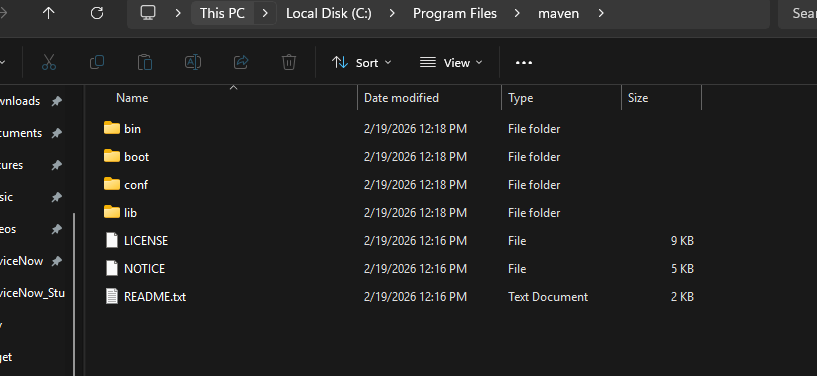 This PC > Local Disk (C:) > Program Files > maven > Sea
Sort View ...
Name Date modified Type Size
wnloads
bin 2/19/2026 12:18 PM File folder
cuments
boot 2/19/2026 12:18 PM File folder
tures
conf 2/19/2026 12:18 PM File folder
sic
lib 2/19/2026 12:18 PM File folder
eos
LICENSE 2/19/2026 12:16 PM File 9 KB
viceNow
NOTICE 2/19/2026 12:16 PM File 5 KB
viceNow_Stu
README.txt 2/19/2026 12:16 PM Text Document 2 KB
get